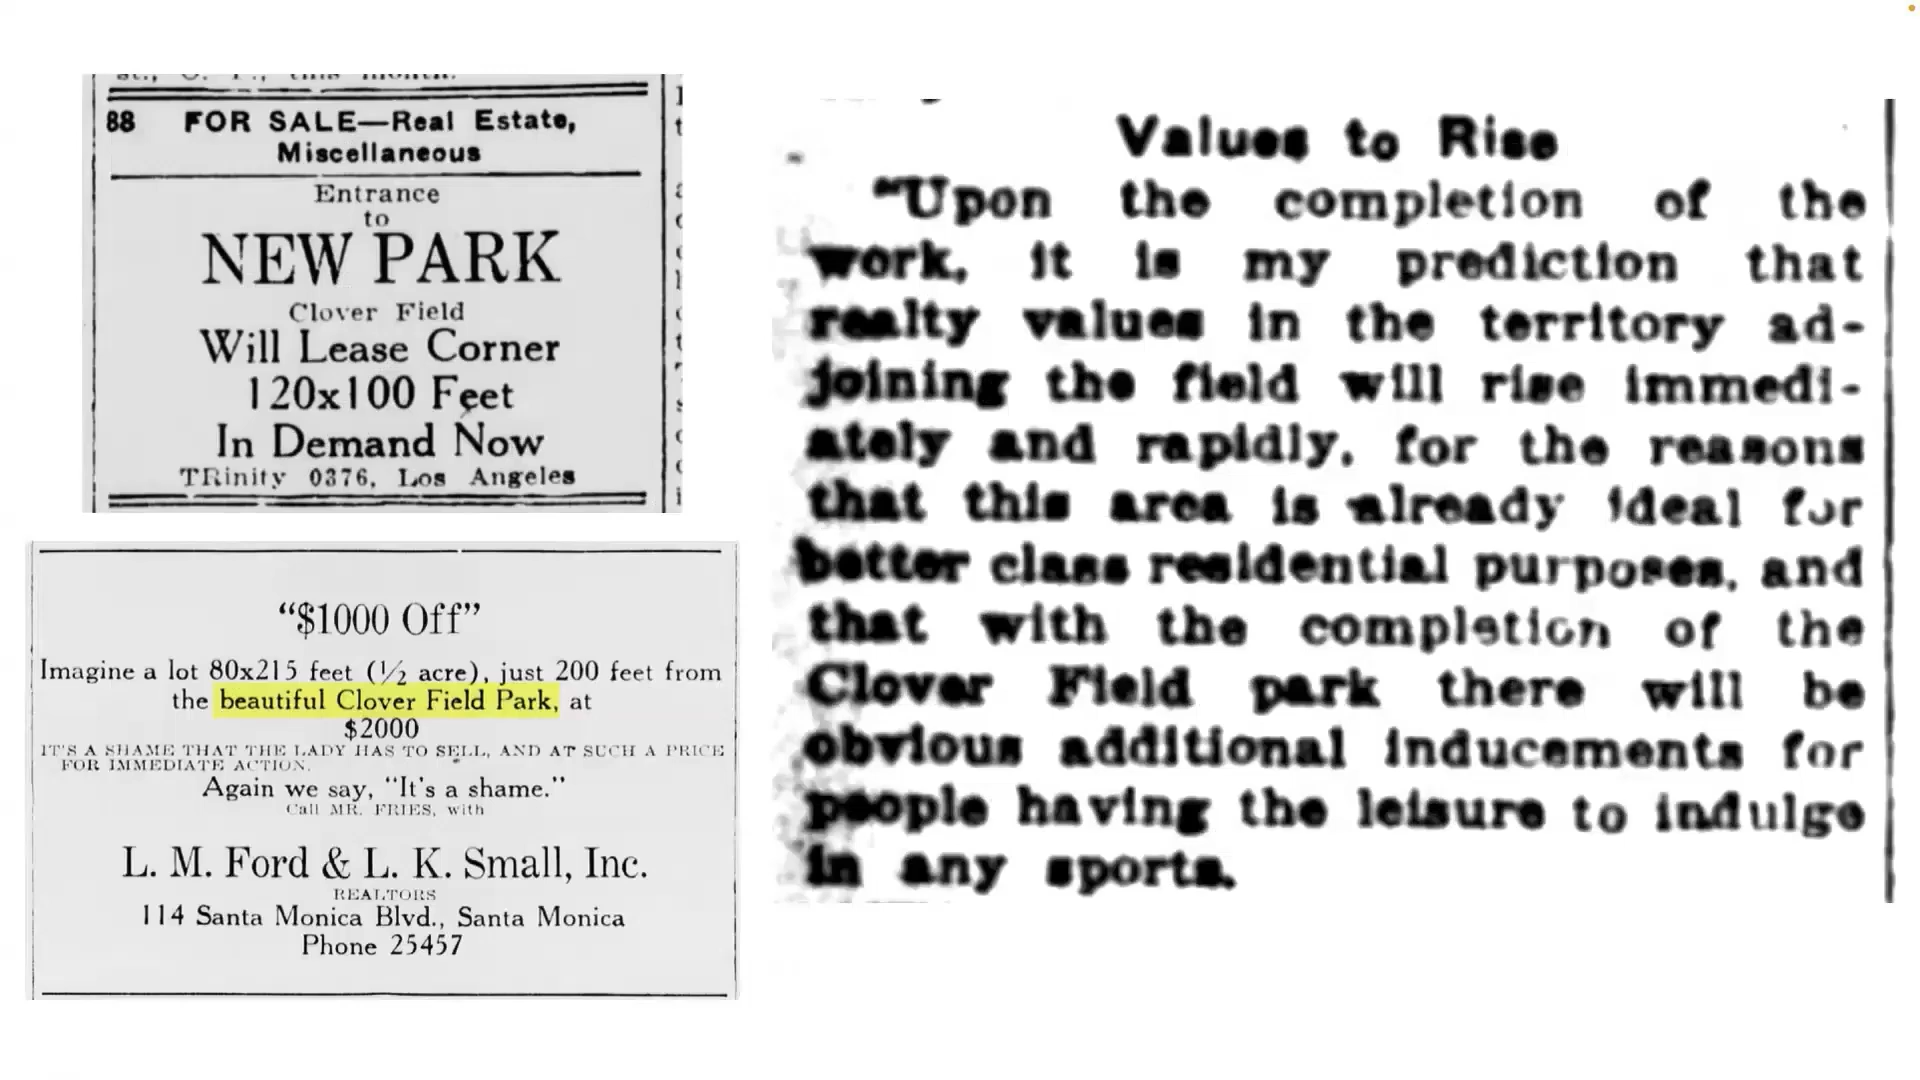 88 FOR SALE—Real Estate,
Miscellaneous
Entrance
to
NEW PARK
Clover Field
Will Lease Corner
120x100 Feet
In Demand Now
TRinity 0376, Los Angeles
"$1000 Off"
Imagine a lot 80x215 feet (½ acre), just 200 feet from
the beautiful Clover Field Park, at
$2000
IT'S A SHAME THAT THE LADY HAS TO SELL, AND AT SUCH A PRICE
FOR IMMEDIATE ACTION.
Again we say, "It's a shame."
Call MR. FRIES, with
L. M. Ford & L. K. Small, Inc.
REALTORS
114 Santa Monica Blvd., Santa Monica
Phone 25457
Values to Rise
"Upon the completion of the
work, it is my prediction that
realty values in the territory ad-
joining the field will rise immedi-
ately and rapidly, for the reasons
that this area is already ideal for
better class residential purposes, and
that with the completion of the
Clover Field park there will be
obvious additional inducements for
people having the leisure to indulge
in any sports.